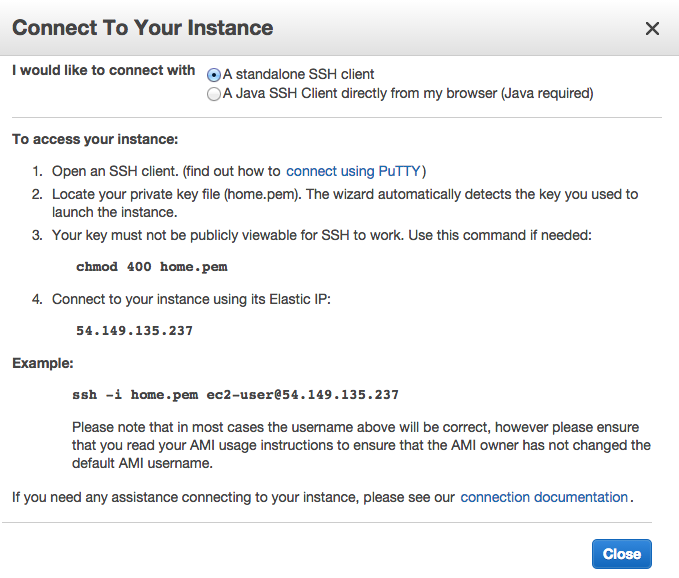 Connect To Your Instance
I would like to connect with
A standalone SSH client
A Java SSH Client directly from my browser (Java required)
To access your instance:
1. Open an SSH client. (find out how to connect using PuTTY)
2. Locate your private key file (home.pem). The wizard automatically detects the key you used to
launch the instance.
3. Your key must not be publicly viewable for SSH to work. Use this command if needed:
chmod 400 home.pem
4. Connect to your instance using its Elastic IP:
54.149.135.237
Example:
ssh -i home.pem ec2-user@54.149.135.237
Please note that in most cases the username above will be correct, however please ensure
that you read your AMI usage instructions to ensure that the AMI owner has not changed the
default AMI username.
If you need any assistance connecting to your instance, please see our connection documentation.
Close